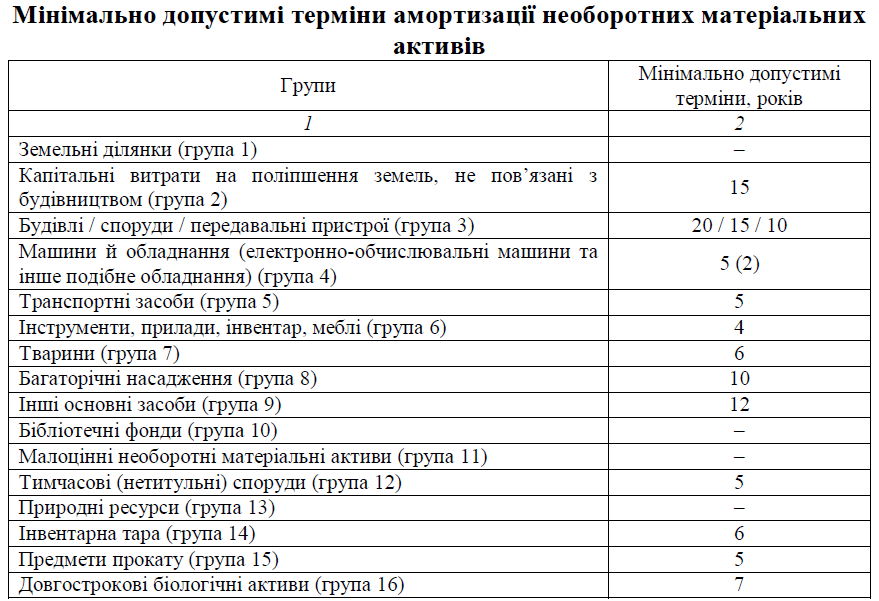 Мінімально допустимі терміни амортизації необоротних матеріальних
активів
Групи
Мінімально допустимі
терміни, років
1
2
Земельні ділянки (група 1)
–
Капітальні витрати на поліпшення земель, не пов’язані з
будівництвом (група 2)
15
Будівлі / споруди / передавальні пристрої (група 3)
20 / 15 / 10
Машини й обладнання (електронно-обчислювальні машини та
інше подібне обладнання) (група 4)
5 (2)
Транспортні засоби (група 5)
5
Інструменти, прилади, інвентар, меблі (група 6)
4
Тварини (група 7)
6
Багаторічні насадження (група 8)
10
Інші основні засоби (група 9)
12
Бібліотечні фонди (група 10)
–
Малоцінні необоротні матеріальні активи (група 11)
–
Тимчасові (нетитульні) споруди (група 12)
5
Природні ресурси (група 13)
–
Інвентарна тара (група 14)
6
Предмети прокату (група 15)
5
Довгострокові біологічні активи (група 16)
7